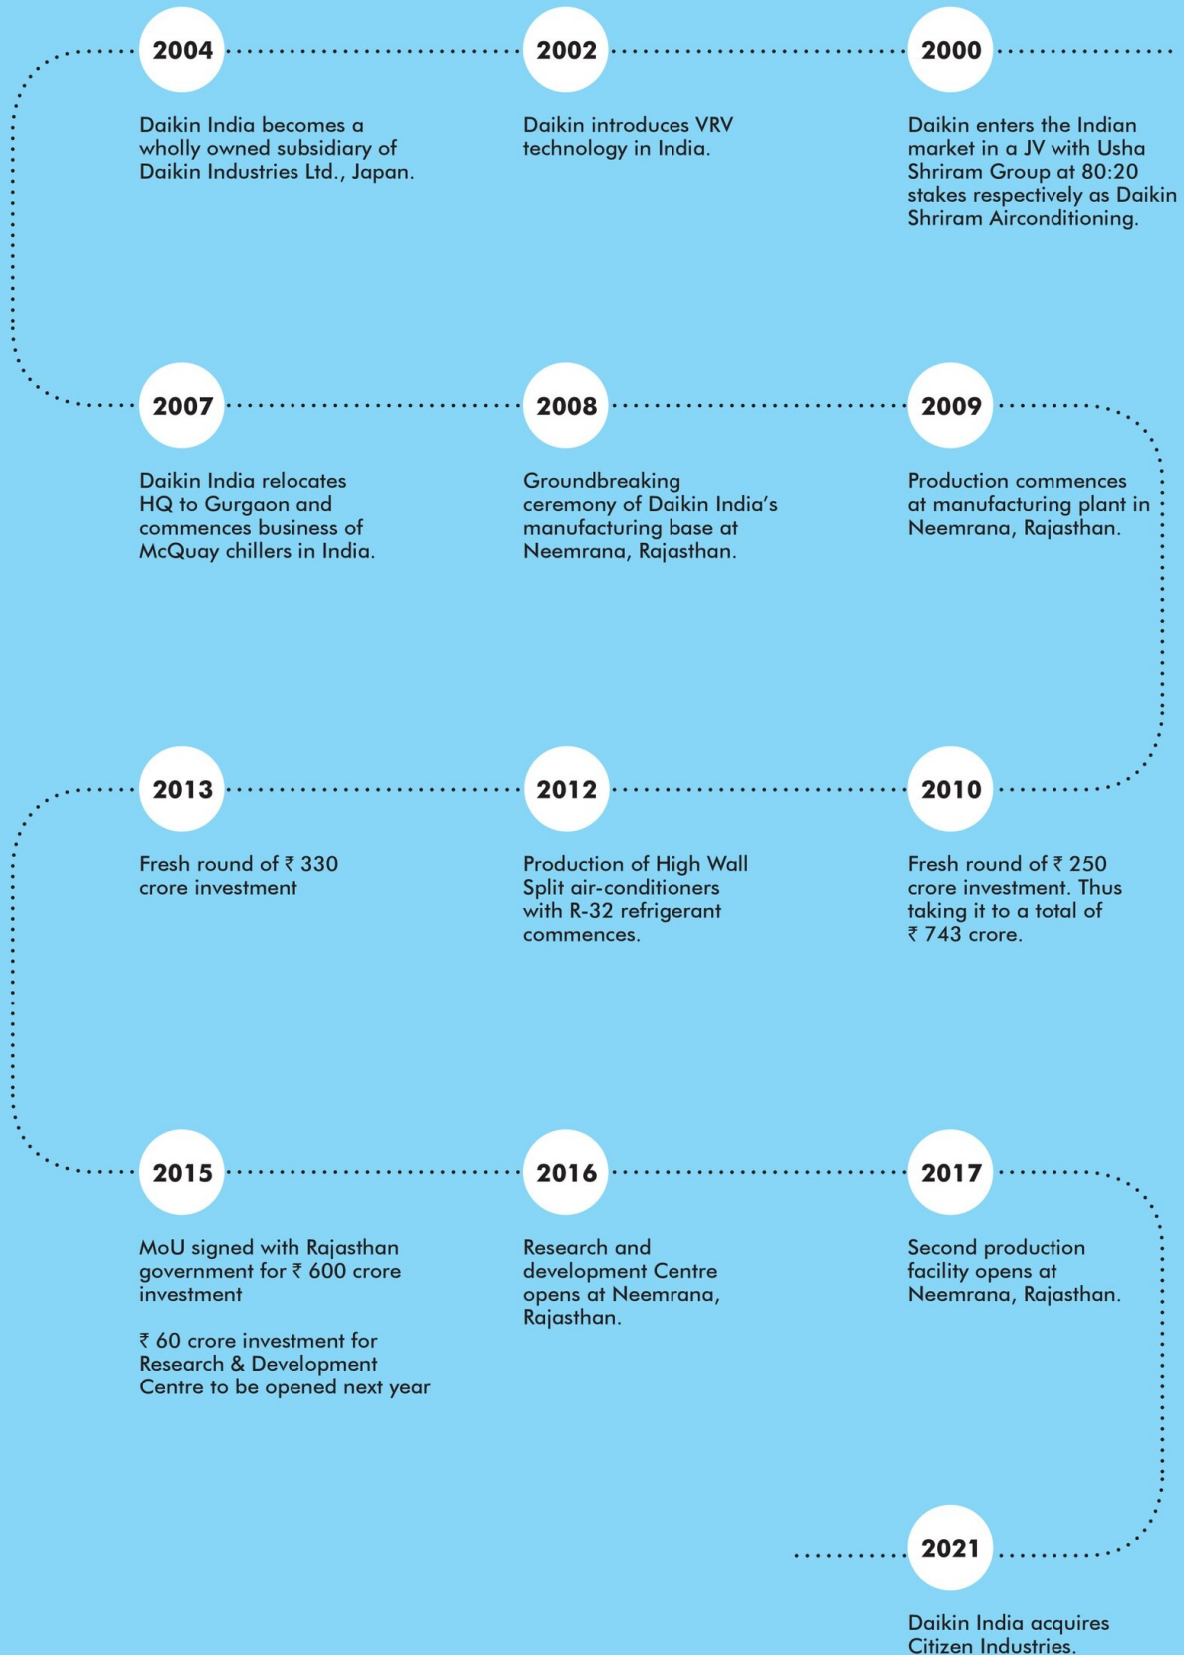 2000
Daikin enters the Indian
market in a JV with Usha
Shriram Group at 80:20
stakes respectively as Daikin
Shriram Airconditioning.
2002
Daikin introduces VRV
technology in India.
2004
Daikin India becomes a
wholly owned subsidiary of
Daikin Industries Ltd., Japan.
2007
Daikin India relocates
HQ to Gurgaon and
commences business of
McQuay chillers in India.
2008
Groundbreaking
ceremony of Daikin India’s
manufacturing base at
Neemrana, Rajasthan.
2009
Production commences
at manufacturing plant in
Neemrana, Rajasthan.
2010
Fresh round of ₹ 250
crore investment. Thus
taking it to a total of
₹ 743 crore.
2012
Production of High Wall
Split air-conditioners
with R-32 refrigerant
commences.
2013
Fresh round of ₹ 330
crore investment
2015
MoU signed with Rajasthan
government for ₹ 600 crore
investment
₹ 60 crore investment for
Research & Development
Centre to be opened next year
2016
Research and
development Centre
opens at Neemrana,
Rajasthan.
2017
Second production
facility opens at
Neemrana, Rajasthan.
2021
Daikin India acquires
Citizen Industries.